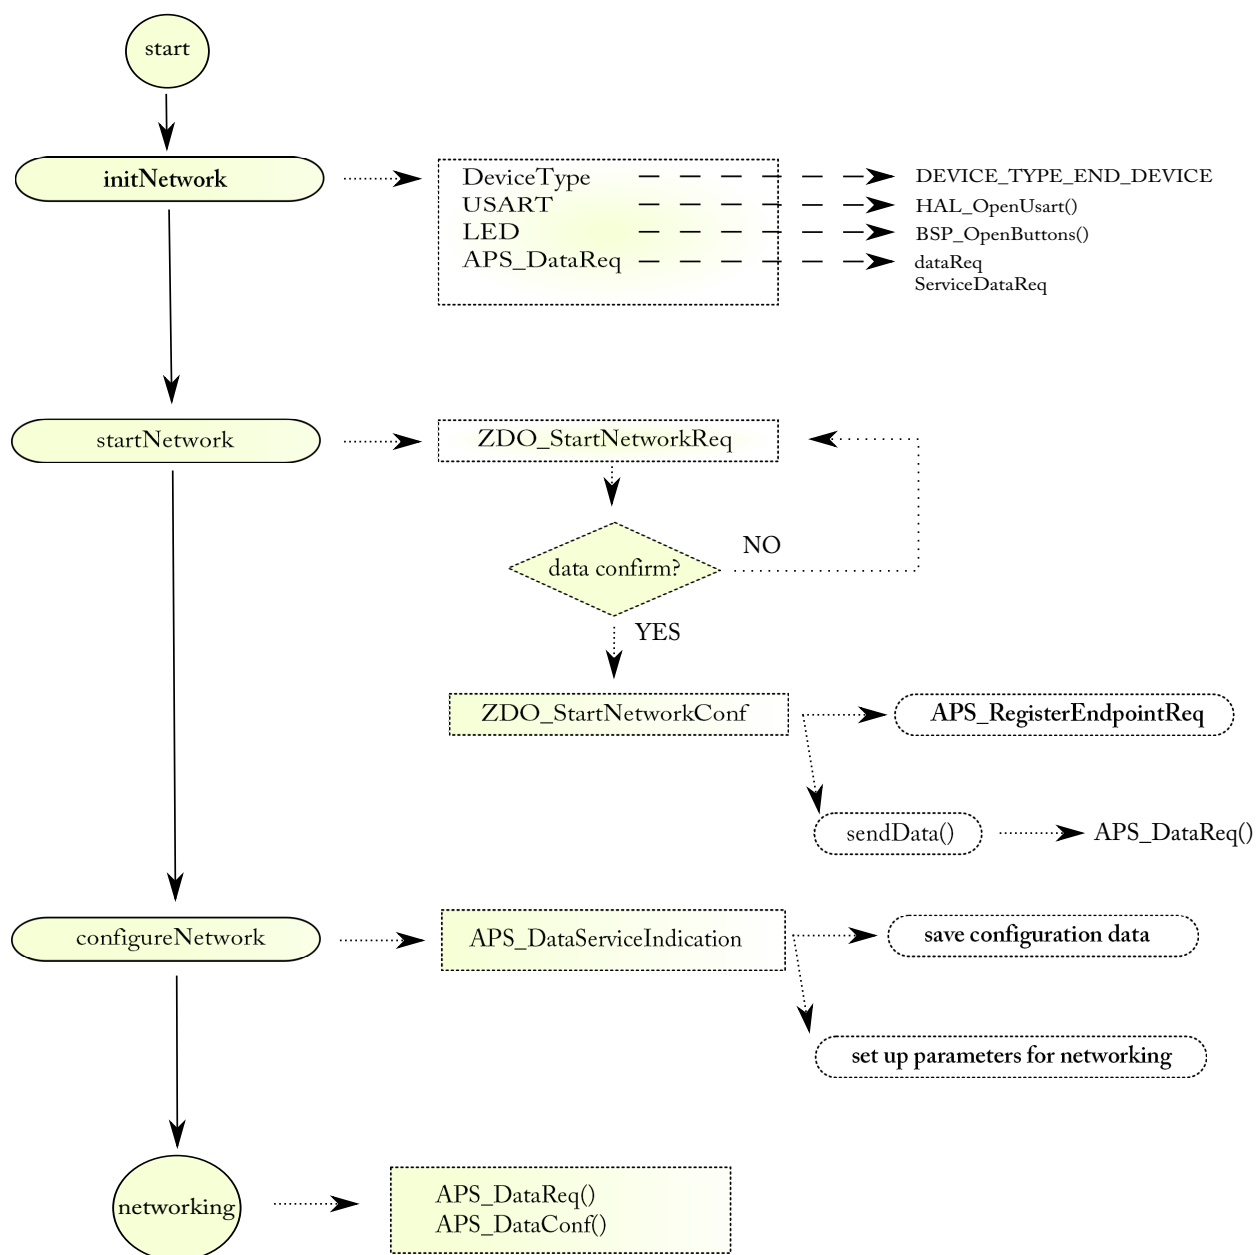 start
initNetwork
DeviceType
DEVICE_TYPE_END_DEVICE
USART
HAL_OpenUsart()
LED
BSP_OpenButtons()
APS_DataReq
dataReq
ServiceDataReq
startNetwork
ZDO_StartNetworkReq
NO
data confirm?
YES
ZDO_StartNetworkConf
APS_RegisterEndpointReq
sendData()
APS_DataReq()
configureNetwork
APS_DataServiceIndication
save configuration data
set up parameters for networking
networking
APS_DataReq()
APS_DataConf()